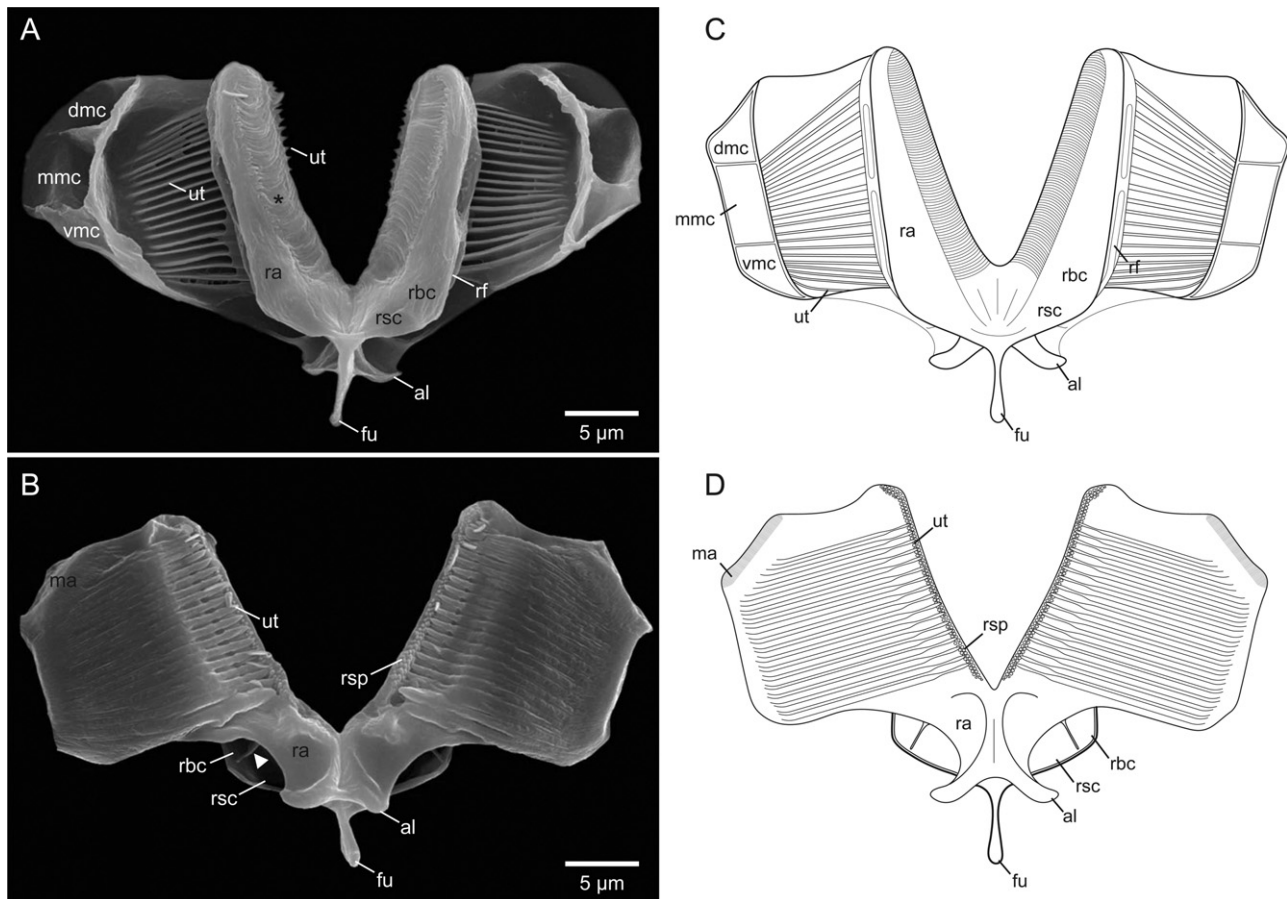 A
dmc
ut
mmc
ut
*
vmc
ra
rf
rbc
rsc
al
fu
5 µm
B
ma
ut
rsp
ra
rbc
rsc
al
fu
5 µm
C
dmc
mmc
ra
vmc
rbc
rf
ut
rsc
al
fu
D
ut
ma
rsp
ra
rbc
rsc
al
fu